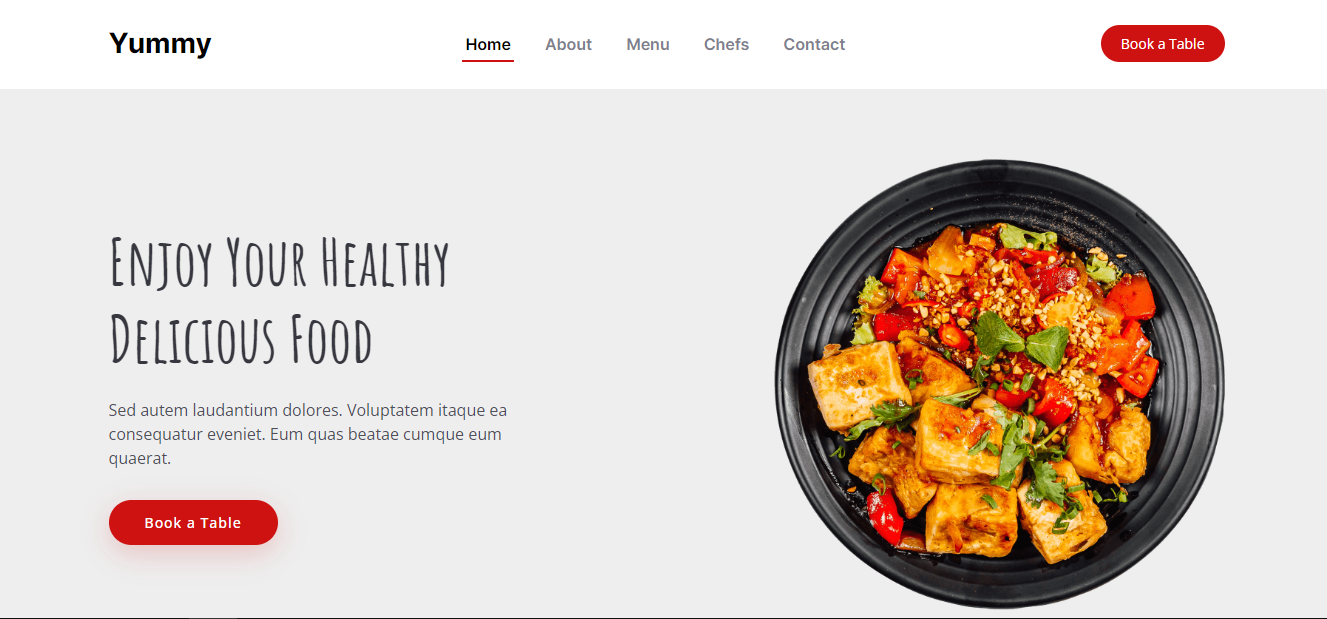 Yummy
Home
About
Menu
Chefs
Contact
Book a Table
Enjoy Your Healthy
Delicious Food
Sed autem laudantium dolores. Voluptatem itaque ea
consequatur eveniet. Eum quas beatae cumque eum
quaerat.
Book a Table